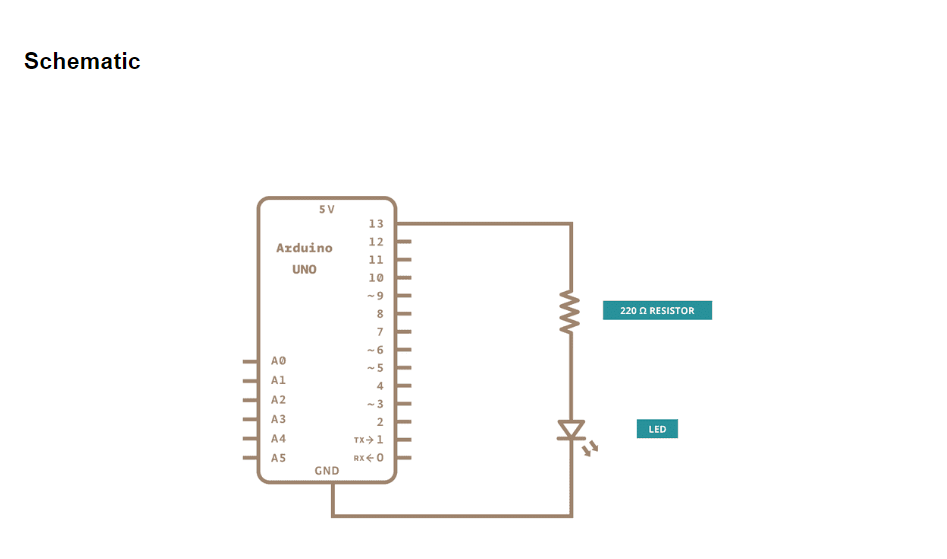 Schematic
5V
Arduino
UNO
13
12
11
10
~9
8
7
~6
~5
4
~3
2
TX→1
RX←0
A0
A1
A2
A3
A4
A5
GND
220 Ω RESISTOR
LED